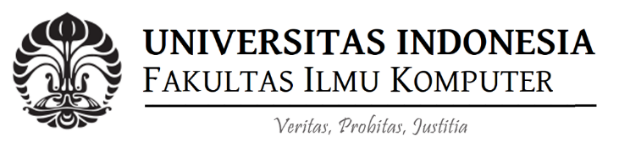 UNIVERSITAS INDONESIA
FAKULTAS ILMU KOMPUTER
Veritas, Probitas, Justitia